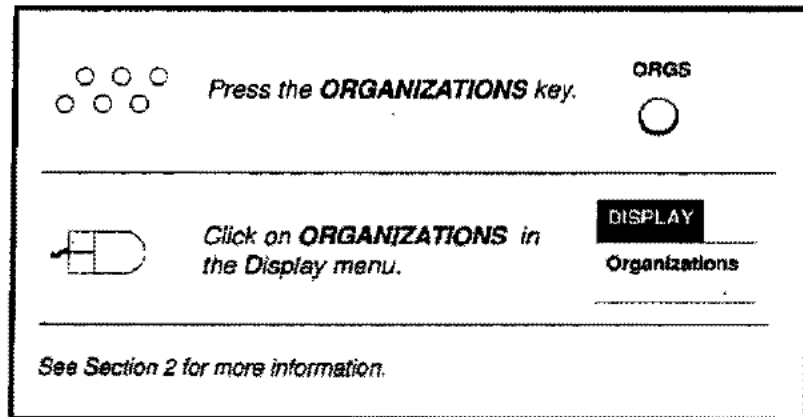 Press the ORGANIZATIONS key.
ORGS
Click on ORGANIZATIONS in
the Display menu.
DISPLAY
Organizations
See Section 2 for more information.